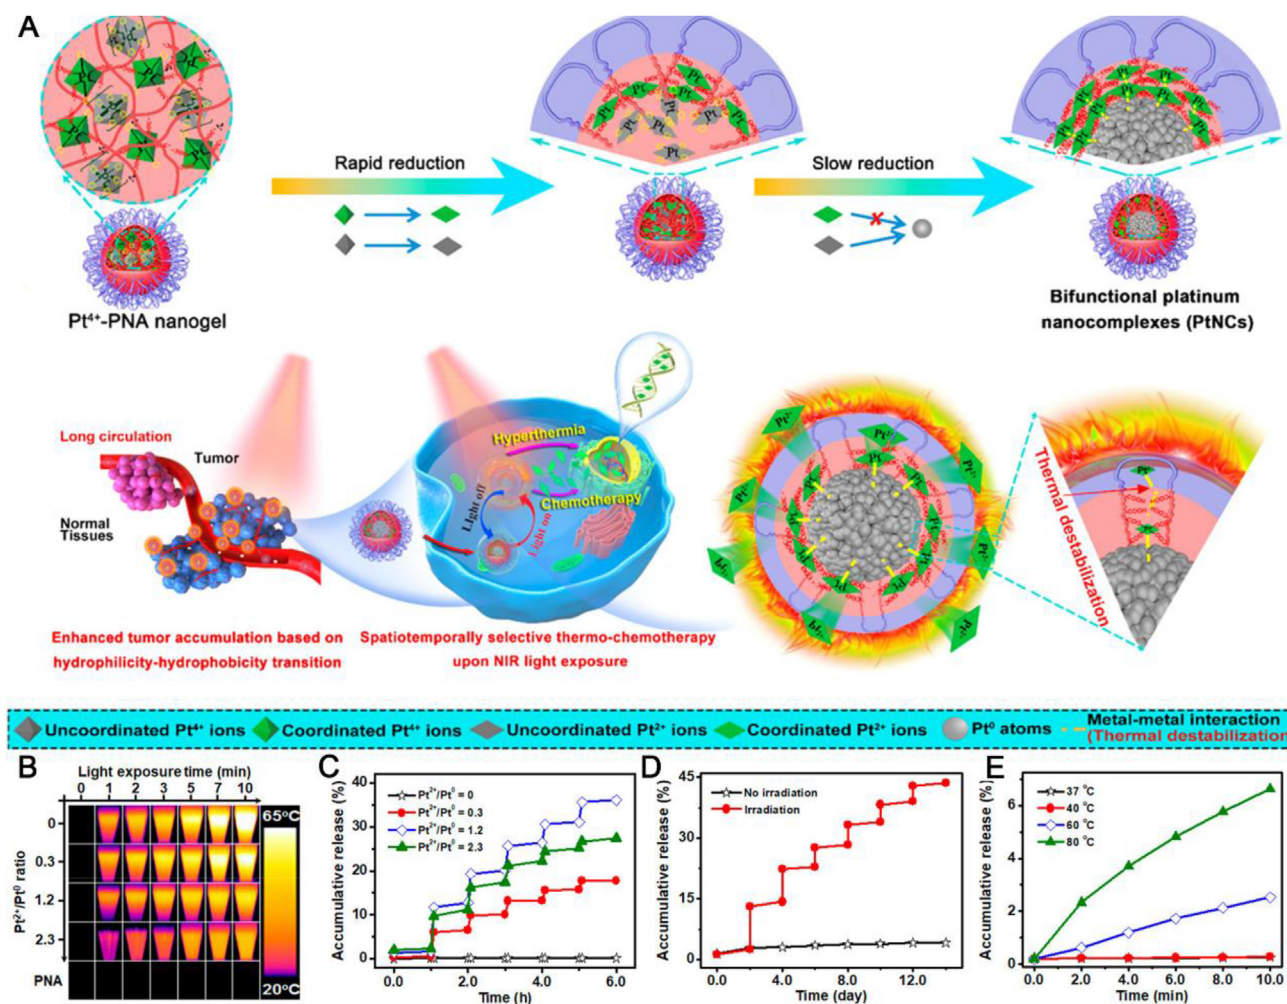 A
Rapid reduction
Slow reduction
Pt⁴⁺-PNA nanogel
Bifunctional platinum
nanocomplexes (PtNCs)
Long circulation
Tumor
Normal
Tissues
Hyperthermia
Chemotherapy
Light off
Light on
Thermal destabilization
Enhanced tumor accumulation based on
hydrophilicity-hydrophobicity transition
Spatiotemporally selective thermo-chemotherapy
upon NIR light exposure
Uncoordinated Pt⁴⁺ ions
Coordinated Pt⁴⁺ ions
Uncoordinated Pt²⁺ ions
Coordinated Pt²⁺ ions
Pt⁰ atoms
Metal-metal interaction
(Thermal destabilization)
B
Light exposure time (min)
0 1 2 3 5 7 10
Pt²⁺/Pt⁰ ratio
0
0.3
1.2
2.3
PNA
65°C
20°C
C
Accumulative release (%)
40
30
20
10
0
Pt²⁺/Pt⁰ = 0
Pt²⁺/Pt⁰ = 0.3
Pt²⁺/Pt⁰ = 1.2
Pt²⁺/Pt⁰ = 2.3
0.0 2.0 4.0 6.0
Time (h)
D
Accumulative release (%)
45
30
15
0
No irradiation
Irradiation
0.0 4.0 8.0 12.0
Time (day)
E
Accumulative release (%)
6
4
2
0
37 °C
40 °C
60 °C
80 °C
0.0 2.0 4.0 6.0 8.0 10.0
Time (min)